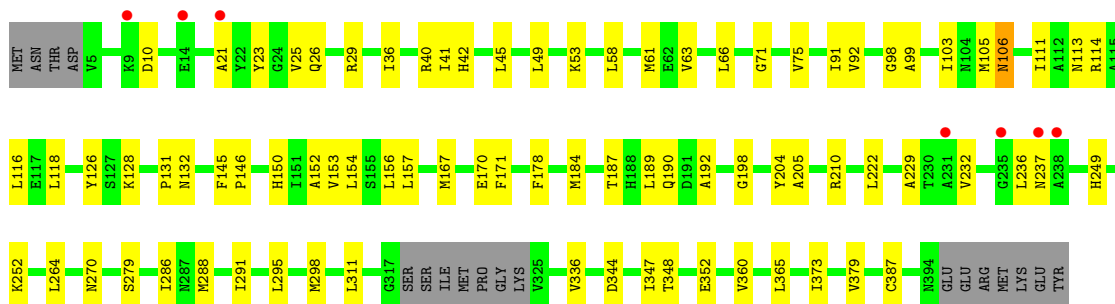 MET ASN THR ASP V5 K9 D10 E14 A21 Y22 Y23 G24 V25 Q26 R29 I36 R40 I41 H42 L45 L49 K53 L58 M61 E62 V63 L66 G71 V75 I91 V92 G98 A99 I103 N104 M105 N106 I111 A112 N113 R114 A115
L116 E117 L118 Y126 S127 K128 P131 N132 F145 P146 H150 I151 A152 V153 L154 S155 L156 L157 M167 E170 F171 F178 M184 T187 H188 L189 Q190 D191 A192 G198 Y204 A205 R210 L222 A229 T230 A231 V232 G235 L236 N237 A238 H249
K252 L264 N270 S279 I286 N287 M288 I291 L295 M298 L311 G317 SER SER ILE MET PRO GLY LYS V325 V336 D344 I347 T348 E352 V360 L365 I373 V379 C387 N394 GLU GLU ARG MET LYS GLU TYR